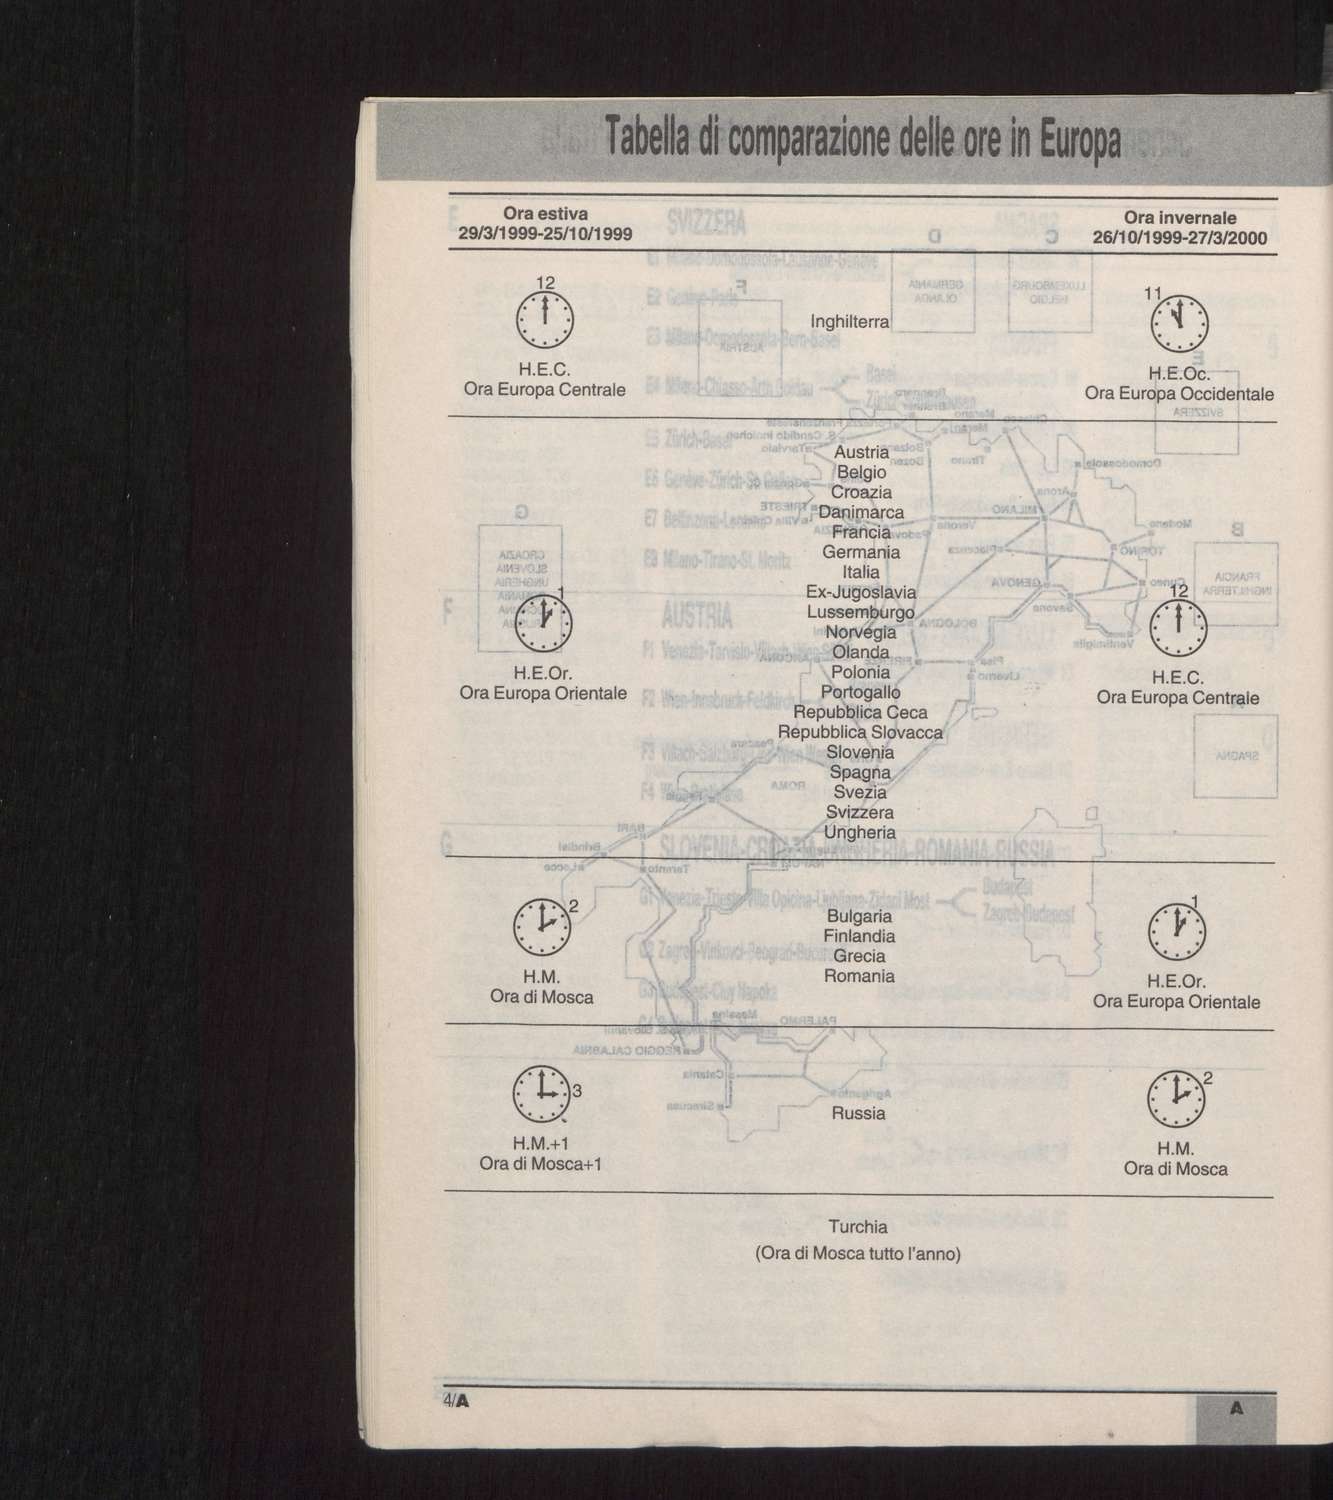 Tabella di comparazione delle ore in Europa
Ora estiva
29/3/1999-25/10/1999
Ora invernale
26/10/1999-27/3/2000
12
H.E.C.
Ora Europa Centrale
Inghilterra
11
H.E.Oc.
Ora Europa Occidentale
1
H.E.Or.
Ora Europa Orientale
Austria
Belgio
Croazia
Danimarca
Francia
Germania
Italia
Ex-Jugoslavia
Lussemburgo
Norvegia
Olanda
Polonia
Portogallo
Repubblica Ceca
Repubblica Slovacca
Slovenia
Spagna
Svezia
Svizzera
Ungheria
12
H.E.C.
Ora Europa Centrale
2
H.M.
Ora di Mosca
Bulgaria
Finlandia
Grecia
Romania
1
H.E.Or.
Ora Europa Orientale
3
H.M.+1
Ora di Mosca+1
Russia
2
H.M.
Ora di Mosca
Turchia
(Ora di Mosca tutto l'anno)
4/A
A